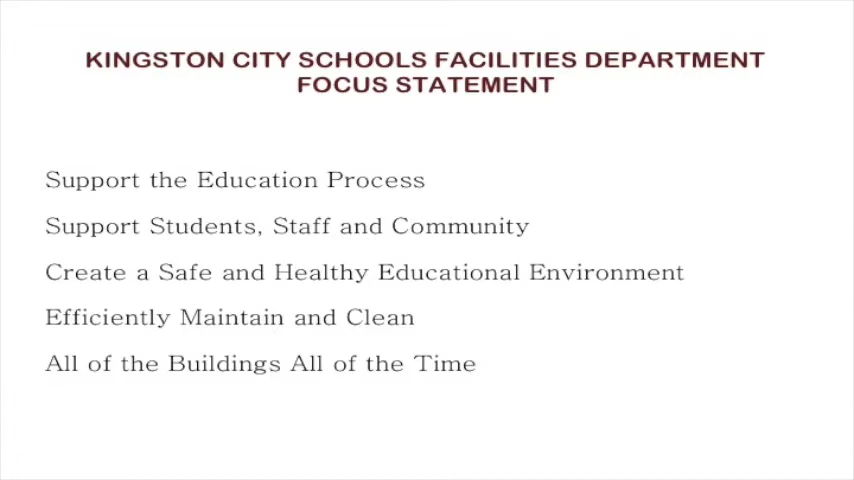 KINGSTON CITY SCHOOLS FACILITIES DEPARTMENT
FOCUS STATEMENT
Support the Education Process
Support Students, Staff and Community
Create a Safe and Healthy Educational Environment
Efficiently Maintain and Clean
All of the Buildings All of the Time